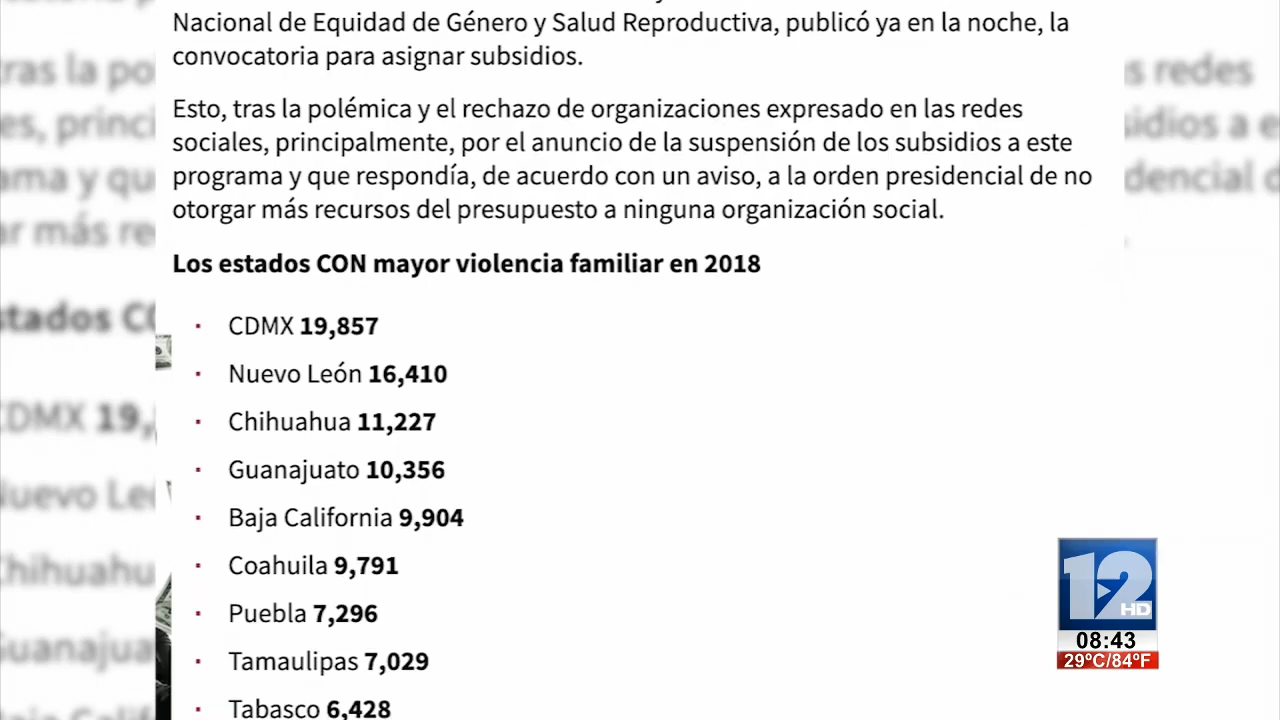 Nacional de Equidad de Género y Salud Reproductiva, publicó ya en la noche, la
convocatoria para asignar subsidios.
Esto, tras la polémica y el rechazo de organizaciones expresado en las redes
sociales, principalmente, por el anuncio de la suspensión de los subsidios a este
programa y que respondía, de acuerdo con un aviso, a la orden presidencial de no
otorgar más recursos del presupuesto a ninguna organización social.
Los estados CON mayor violencia familiar en 2018
· CDMX 19,857
· Nuevo León 16,410
· Chihuahua 11,227
· Guanajuato 10,356
· Baja California 9,904
· Coahuila 9,791
· Puebla 7,296
· Tamaulipas 7,029
· Tabasco 6,428
12
HD
08:43
29°C/84°F